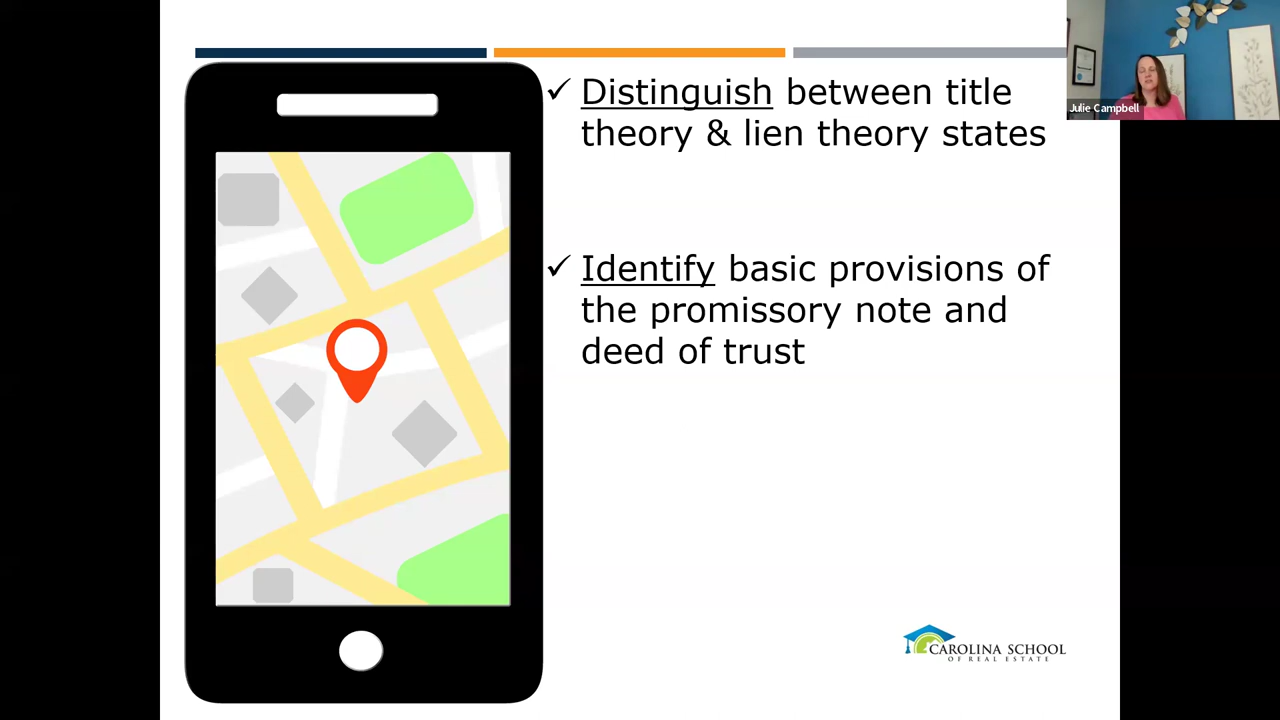 ✓ Distinguish between title
theory & lien theory states
Julie Campbell
✓ Identify basic provisions of
the promissory note and
deed of trust
CAROLINA SCHOOL
OF REAL ESTATE